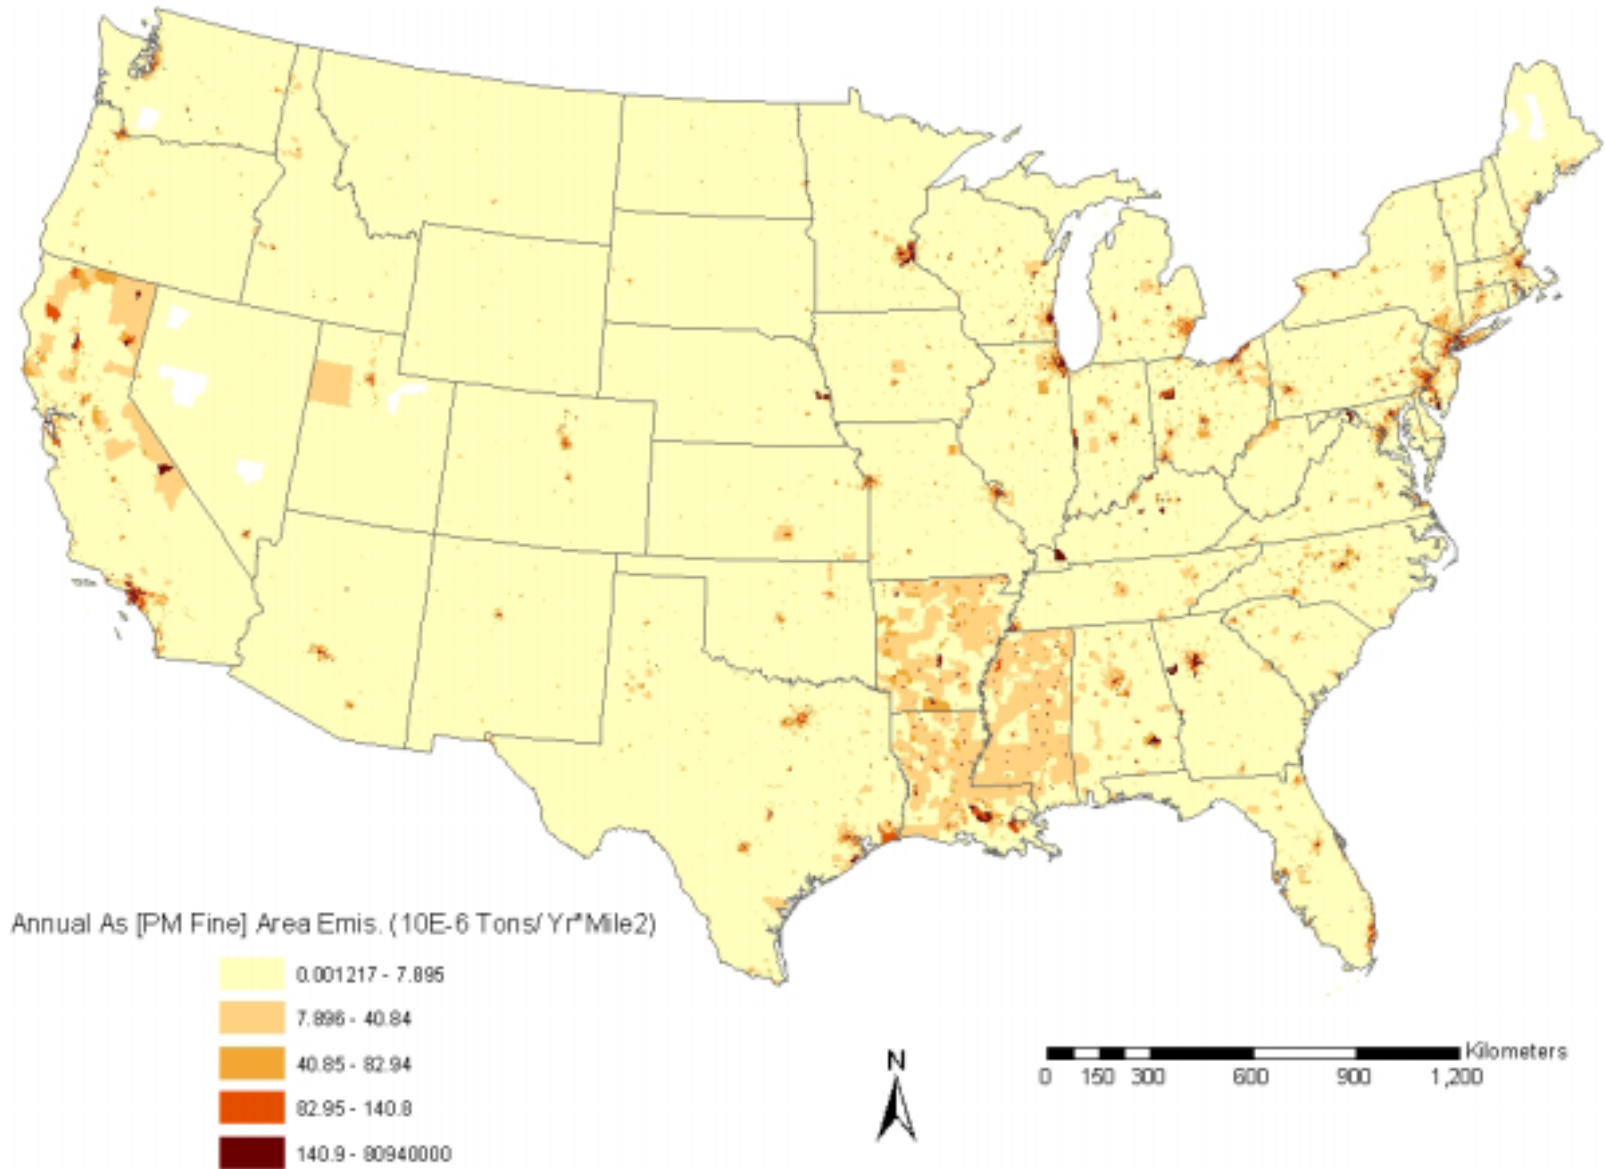 Annual As [PM Fine] Area Emis. (10E-6 Tons/Yr*Mile2)
0.001217 - 7.895
7.896 - 40.84
40.85 - 82.94
82.95 - 140.8
140.9 - 80940000
N
Kilometers
0 150 300 600 900 1,200